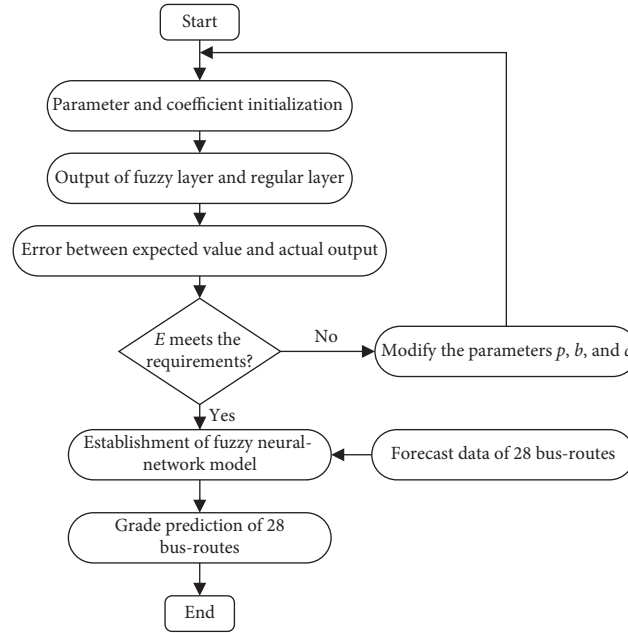 Start
Parameter and coefficient initialization
Output of fuzzy layer and regular layer
Error between expected value and actual output
E meets the
requirements?
No
Modify the parameters p, b, and
Yes
Establishment of fuzzy neural-
network model
Forecast data of 28 bus-routes
Grade prediction of 28
bus-routes
End